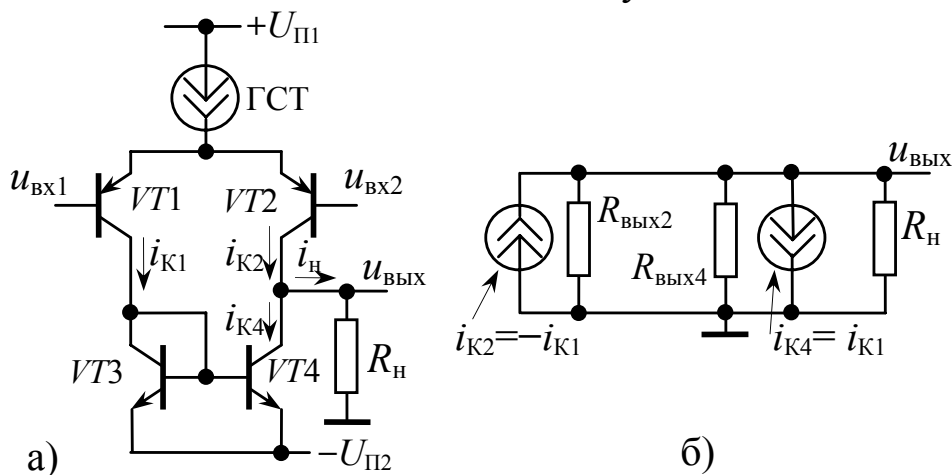 +U_П1
ГСТ
u_вх1
VT1
VT2
u_вх2
i_К1
i_К2
i_н
u_вых
i_К4
VT3
VT4
R_н
−U_П2
а)
u_вых
R_вых2
R_вых4
R_н
i_К2=−i_К1
i_К4= i_К1
б)